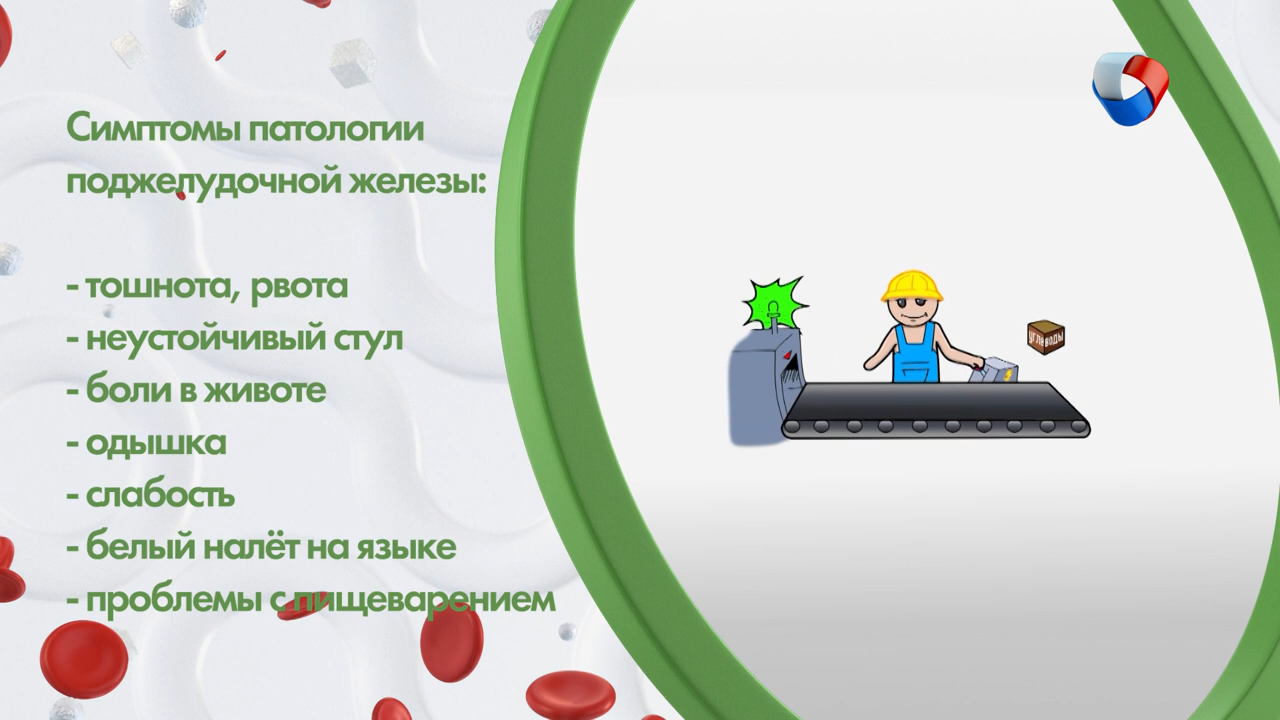 Симптомы патологии
поджелудочной железы:
- тошнота, рвота
- неустойчивый стул
- боли в животе
- одышка
- слабость
- белый налёт на языке
- проблемы с пищеварением
углеводы